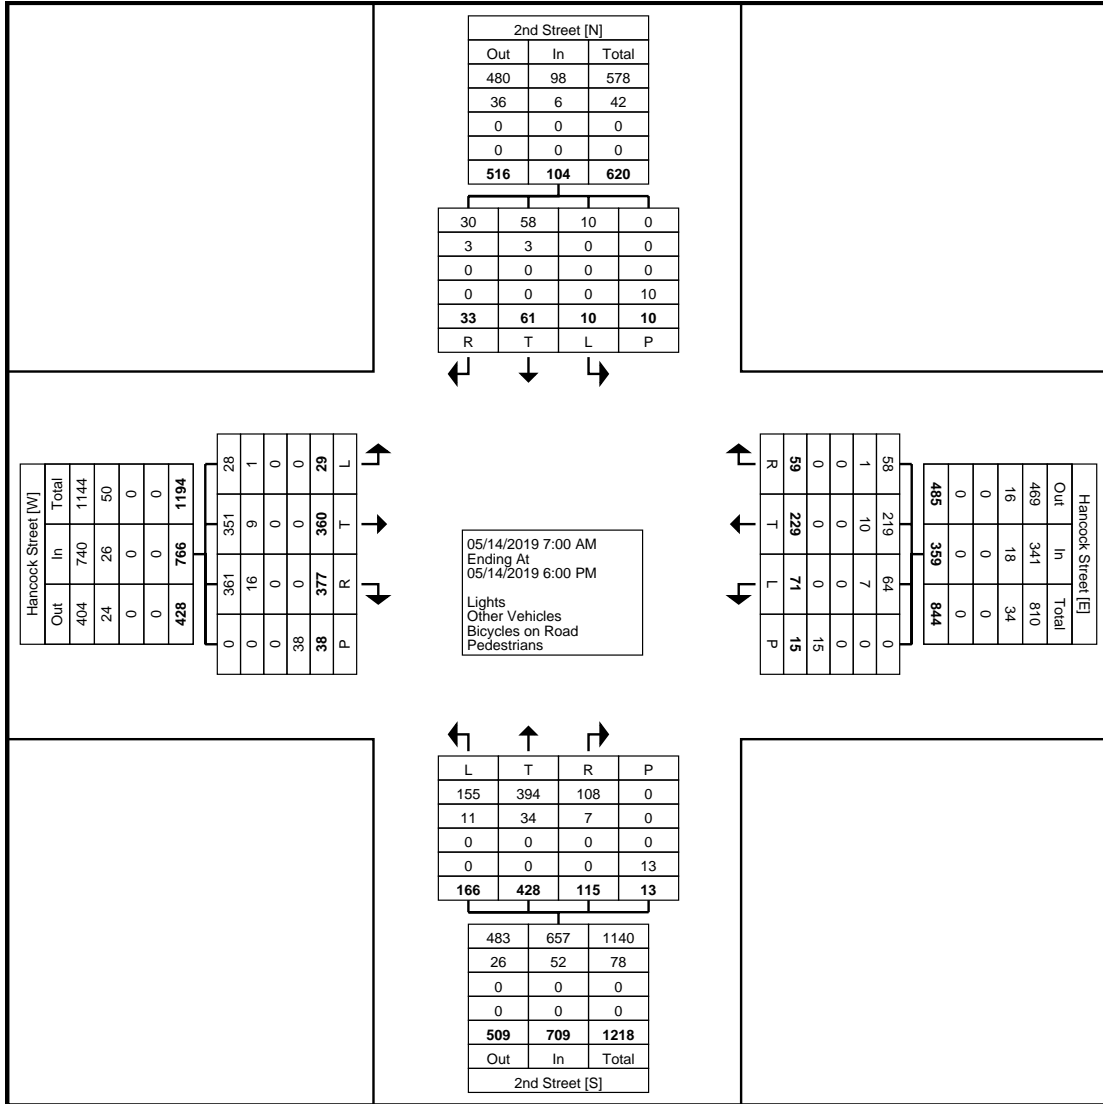 2nd Street [N]
Out In Total
480 98 578
36 6 42
0 0 0
0 0 0
516 104 620
30 58 10 0
3 3 0 0
0 0 0 0
0 0 0 10
33 61 10 10
R T L P
Hancock Street [W]
Total 1144 50 0 0 1194
In 740 26 0 0 766
Out 404 24 0 0 428
28 1 0 0 29 L
351 9 0 0 360 T
361 16 0 0 377 R
0 0 0 38 38 P
05/14/2019 7:00 AM
Ending At
05/14/2019 6:00 PM
Lights
Other Vehicles
Bicycles on Road
Pedestrians
R 59 0 0 1 58
T 229 0 0 10 219
L 71 0 0 7 64
P 15 15 0 0 0
485 0 0 16 469 Out
359 0 0 18 341 In
844 0 0 34 810 Total
Hancock Street [E]
L T R P
155 394 108 0
11 34 7 0
0 0 0 0
0 0 0 13
166 428 115 13
483 657 1140
26 52 78
0 0 0
0 0 0
509 709 1218
Out In Total
2nd Street [S]